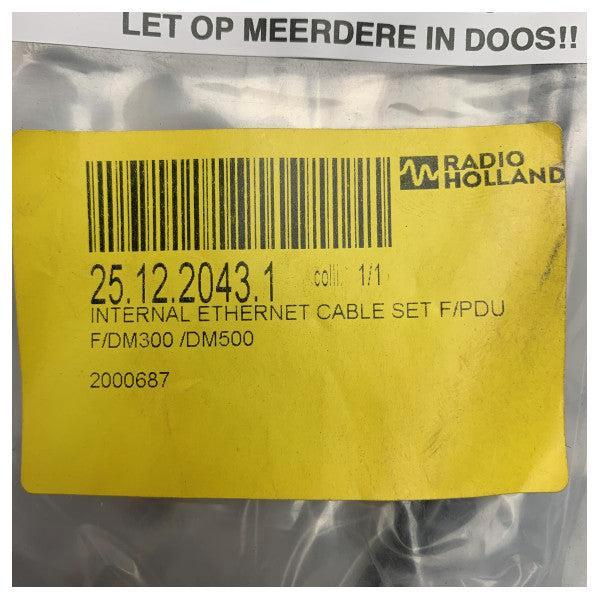 LET OP MEERDERE IN DOOS!!
RADIO
HOLLAND
25.12.2043.1 colli: 1/1
INTERNAL ETHERNET CABLE SET F/PDU
F/DM300 /DM500
2000687